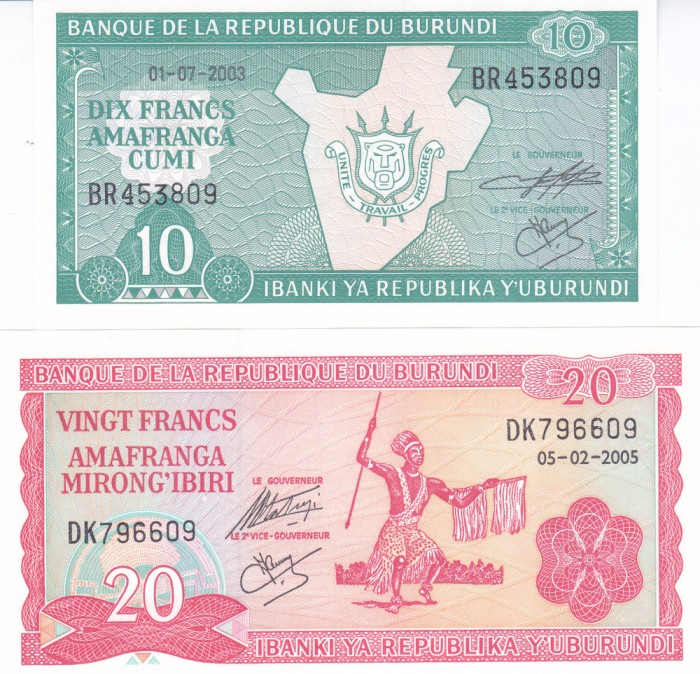 BANQUE DE LA REPUBLIQUE DU BURUNDI
10
01-07-2003
BR453809
DIX FRANCS
AMAFRANGA
CUMI
BR453809
UNITE - TRAVAIL - PROGRES
LE GOUVERNEUR
LE 2e VICE-GOUVERNEUR
10
IBANKI YA REPUBLIKA Y'UBURUNDI
BANQUE DE LA REPUBLIQUE DU BURUNDI
20
VINGT FRANCS
DK796609
05-02-2005
AMAFRANGA
MIRONG'IBIRI
LE GOUVERNEUR
DK796609
LE 2e VICE-GOUVERNEUR
20
IBANKI YA REPUBLIKA Y'UBURUNDI